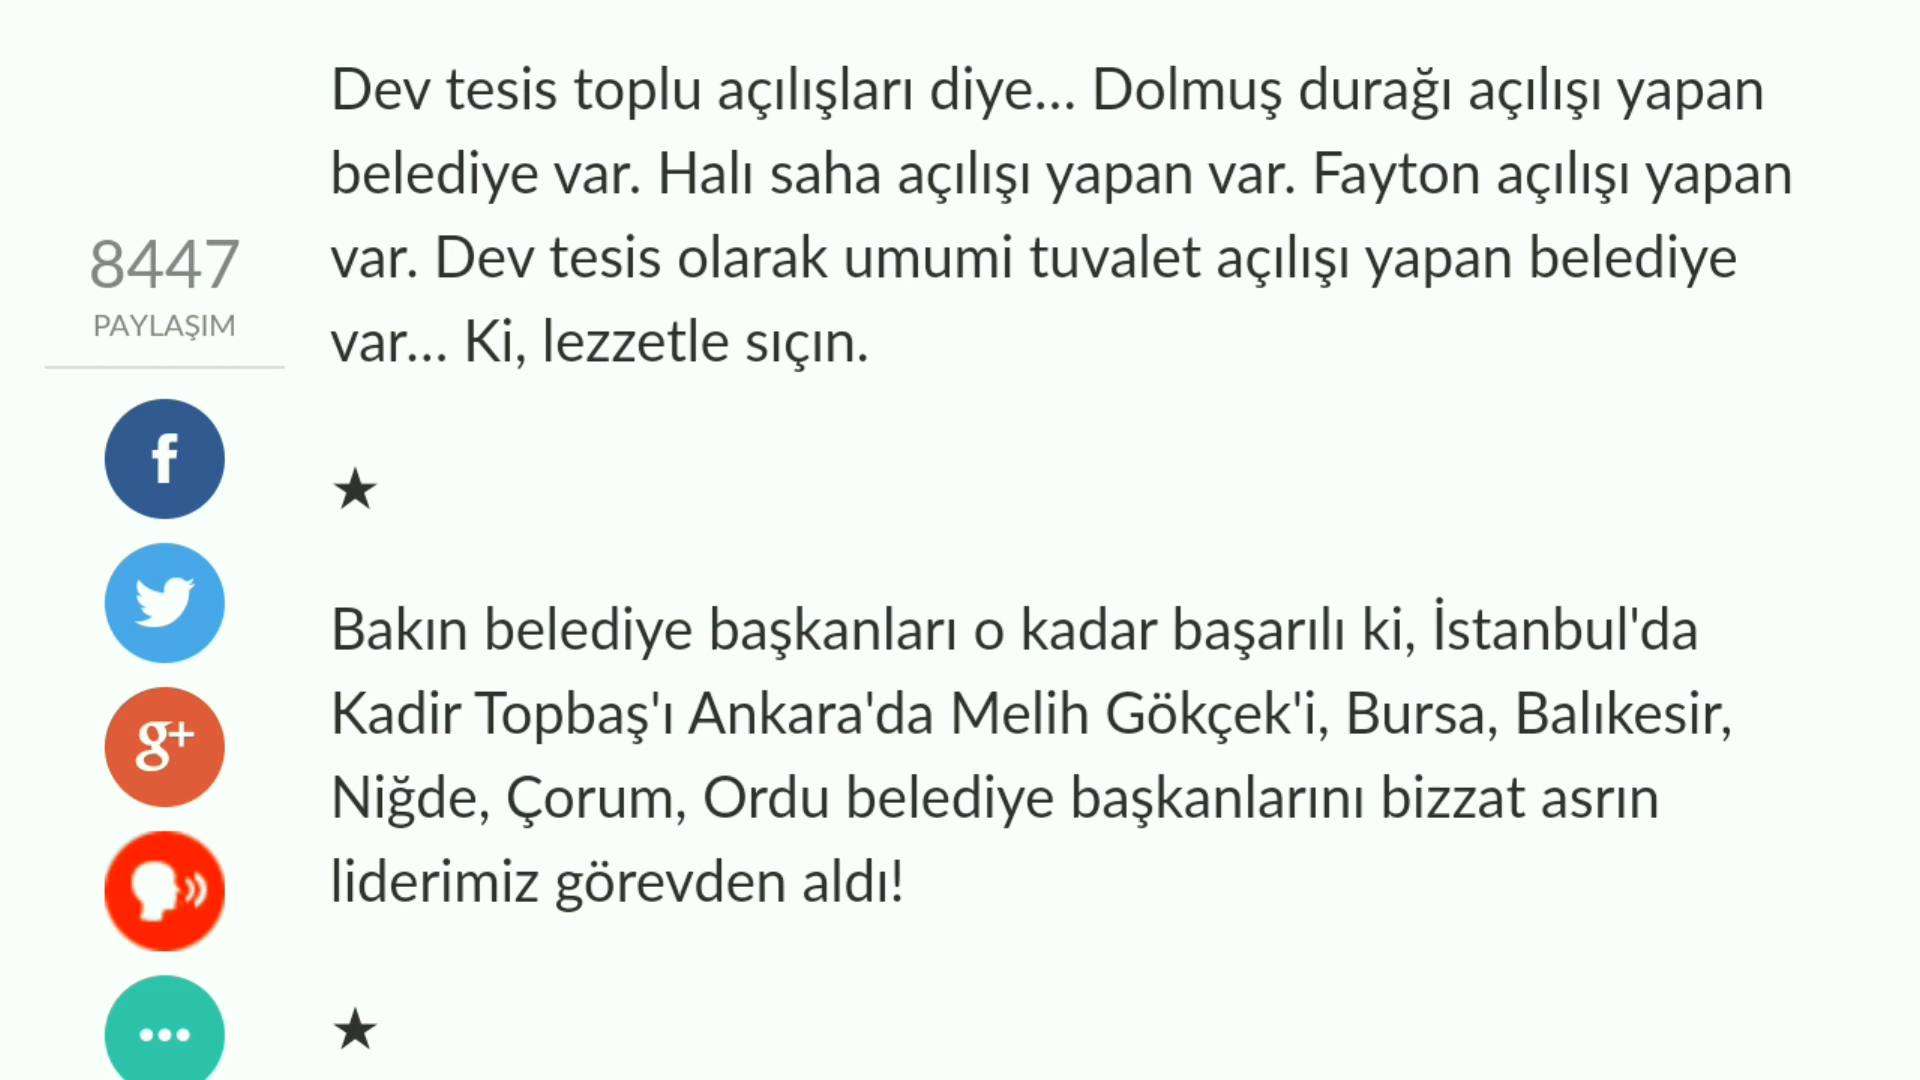 Dev tesis toplu açılışları diye... Dolmuş durağı açılışı yapan
belediye var. Halı saha açılışı yapan var. Fayton açılışı yapan
var. Dev tesis olarak umumi tuvalet açılışı yapan belediye
var... Ki, lezzetle sıçın.
8447
PAYLAŞIM
f
g+
★
Bakın belediye başkanları o kadar başarılı ki, İstanbul'da
Kadir Topbaş'ı Ankara'da Melih Gökçek'i, Bursa, Balıkesir,
Niğde, Çorum, Ordu belediye başkanlarını bizzat asrın
liderimiz görevden aldı!
★